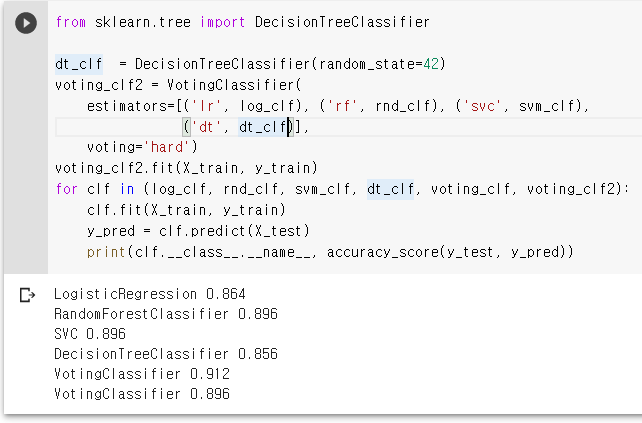 from sklearn.tree import DecisionTreeClassifier
dt_clf  = DecisionTreeClassifier(random_state=42)
voting_clf2 = VotingClassifier(
    estimators=[('lr', log_clf), ('rf', rnd_clf), ('svc', svm_clf),
                ('dt', dt_clf)],
    voting='hard')
voting_clf2.fit(X_train, y_train)
for clf in (log_clf, rnd_clf, svm_clf, dt_clf, voting_clf, voting_clf2):
    clf.fit(X_train, y_train)
    y_pred = clf.predict(X_test)
    print(clf.__class__.__name__, accuracy_score(y_test, y_pred))
LogisticRegression 0.864
RandomForestClassifier 0.896
SVC 0.896
DecisionTreeClassifier 0.856
VotingClassifier 0.912
VotingClassifier 0.896